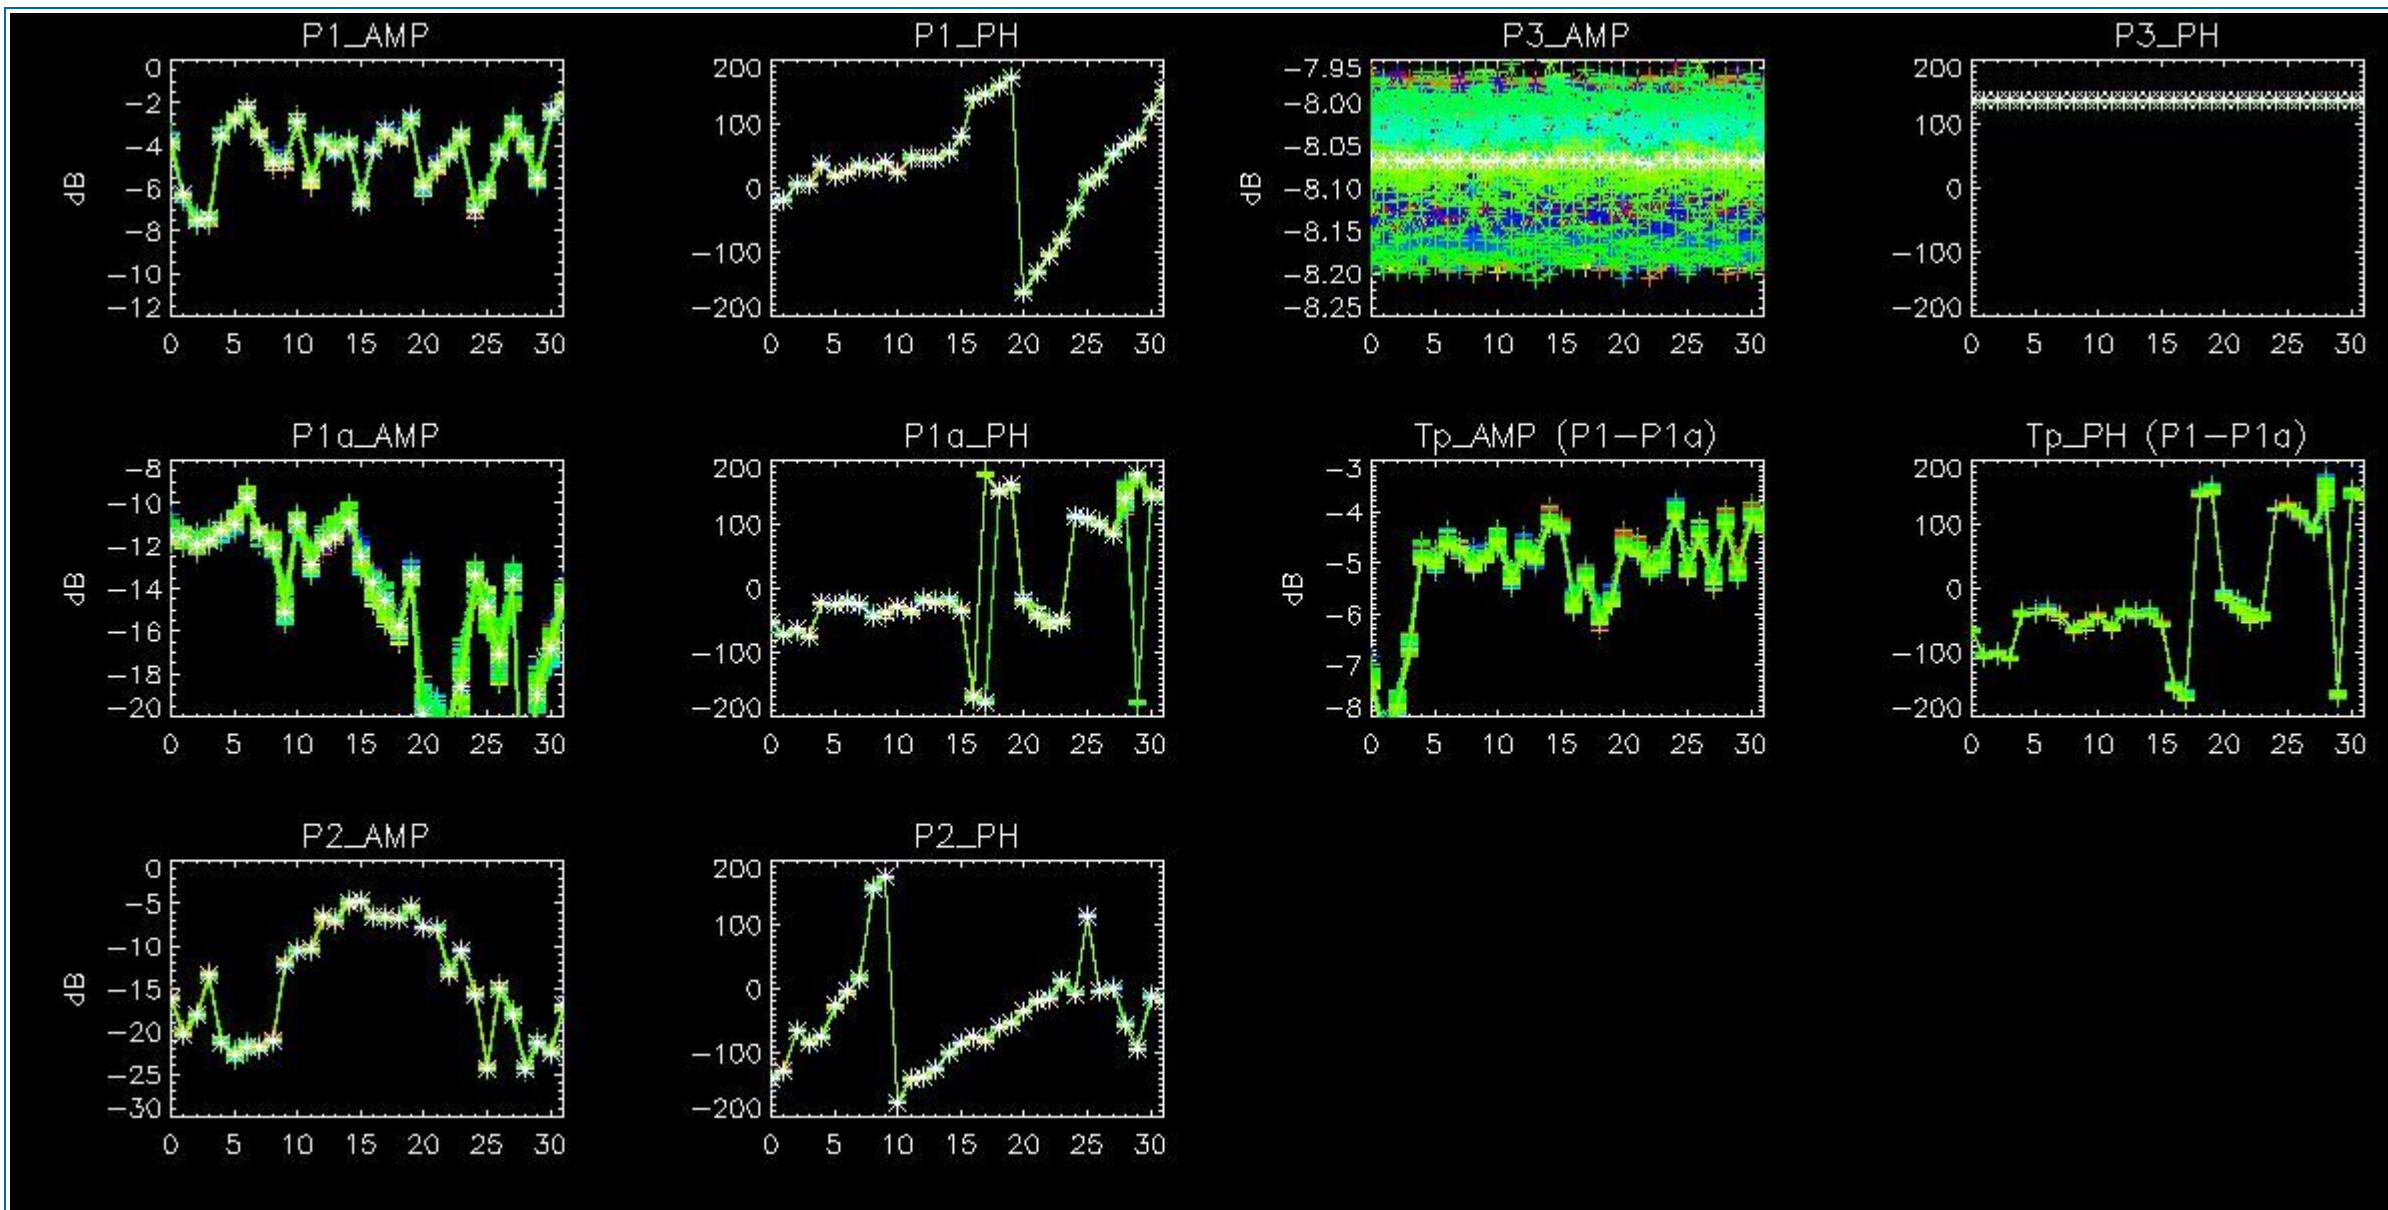 P1_AMP P1_PH P3_AMP P3_PH
0 200 -7.95 200
-2 100 -8.00 100
-4 0 -8.05 0
-6 -100 -8.10 -100
-8 -200 -8.15 -200
-10 -8.20
-12 -8.25
dB dB
0 5 10 15 20 25 30 0 5 10 15 20 25 30 0 5 10 15 20 25 30 0 5 10 15 20 25 30
P1a_AMP P1a_PH Tp_AMP (P1-P1a) Tp_PH (P1-P1a)
-8 200 -3 200
-10 100 -4 100
-12 0 -5 0
-14 -100 -6 -100
-16 -200 -7 -200
-18 -8
-20
dB dB
0 5 10 15 20 25 30 0 5 10 15 20 25 30 0 5 10 15 20 25 30 0 5 10 15 20 25 30
P2_AMP P2_PH
0 200
-5 100
-10 0
-15 -100
-20 -200
-25
-30
dB
0 5 10 15 20 25 30 0 5 10 15 20 25 30